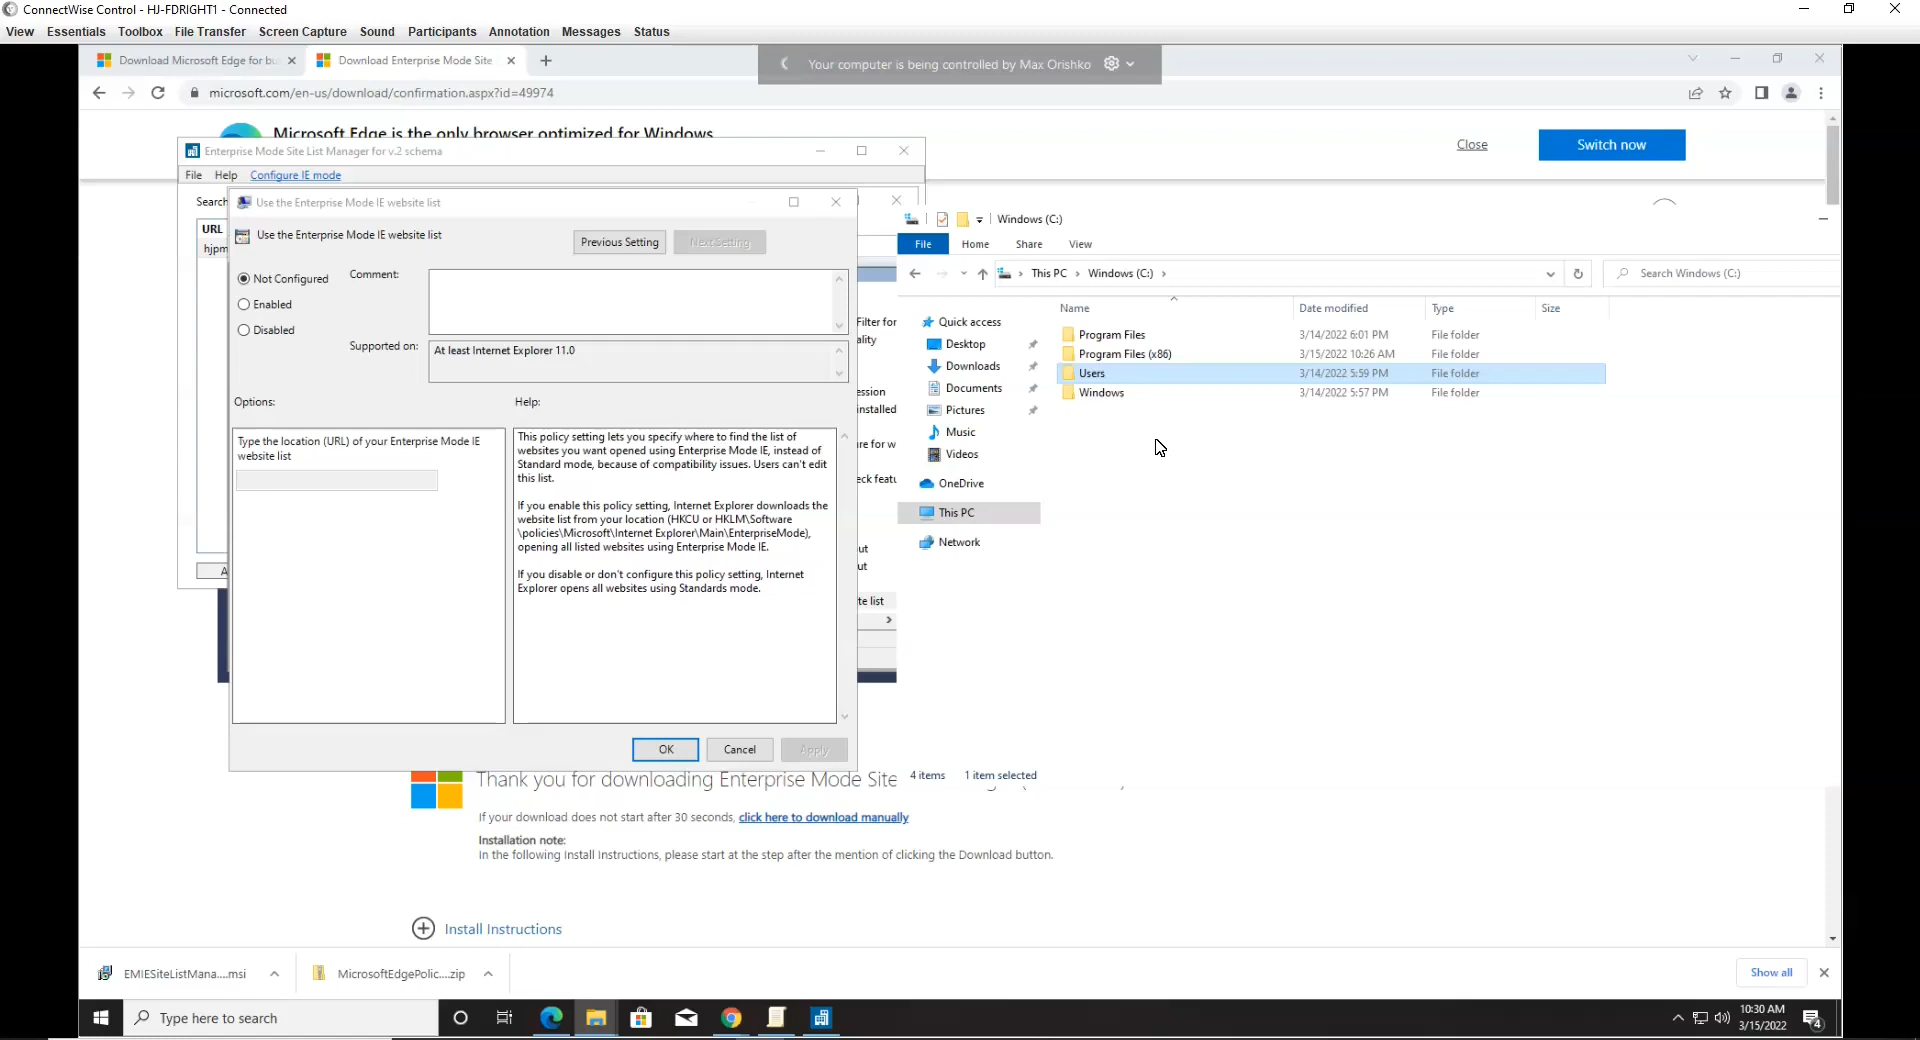 ConnectWise Control - HJ-FDRIGHT1 - Connected
View Essentials Toolbox File Transfer Screen Capture Sound Participants Annotation Messages Status
Download Microsoft Edge for bu
Download Enterprise Mode Site
Your computer is being controlled by Max Orishko
microsoft.com/en-us/download/confirmation.aspx?id=49974
Microsoft Edge is the only browser optimized for Windows
Close
Switch now
Enterprise Mode Site List Manager for v.2 schema
File Help Configure IE mode
Search
URL
hjpm
Use the Enterprise Mode IE website list
Use the Enterprise Mode IE website list
Previous Setting
Next Setting
Not Configured
Enabled
Disabled
Comment:
Supported on:
At least Internet Explorer 11.0
Options:
Help:
Type the location (URL) of your Enterprise Mode IE
website list
This policy setting lets you specify where to find the list of
websites you want opened using Enterprise Mode IE, instead of
Standard mode, because of compatibility issues. Users can't edit
this list.
If you enable this policy setting, Internet Explorer downloads the
website list from your location (HKCU or HKLM\Software
\policies\Microsoft\Internet Explorer\Main\EnterpriseMode),
opening all listed websites using Enterprise Mode IE.
If you disable or don't configure this policy setting, Internet
Explorer opens all websites using Standards mode.
OK
Cancel
Apply
A
Filter for
ality
ession
installed
re for w
eck featu
ut
ut
te list
Windows (C:)
File Home Share View
This PC Windows (C:)
Search Windows (C:)
Name Date modified Type Size
Program Files 3/14/2022 6:01 PM File folder
Program Files (x86) 3/15/2022 10:26 AM File folder
Users 3/14/2022 5:59 PM File folder
Windows 3/14/2022 5:57 PM File folder
Quick access
Desktop
Downloads
Documents
Pictures
Music
Videos
OneDrive
This PC
Network
4 items 1 item selected
Thank you for downloading Enterprise Mode Site
If your download does not start after 30 seconds, click here to download manually
Installation note:
In the following Install Instructions, please start at the step after the mention of clicking the Download button.
Install Instructions
EMIESiteListMana....msi
MicrosoftEdgePolic....zip
Show all
Type here to search
10:30 AM
3/15/2022
4